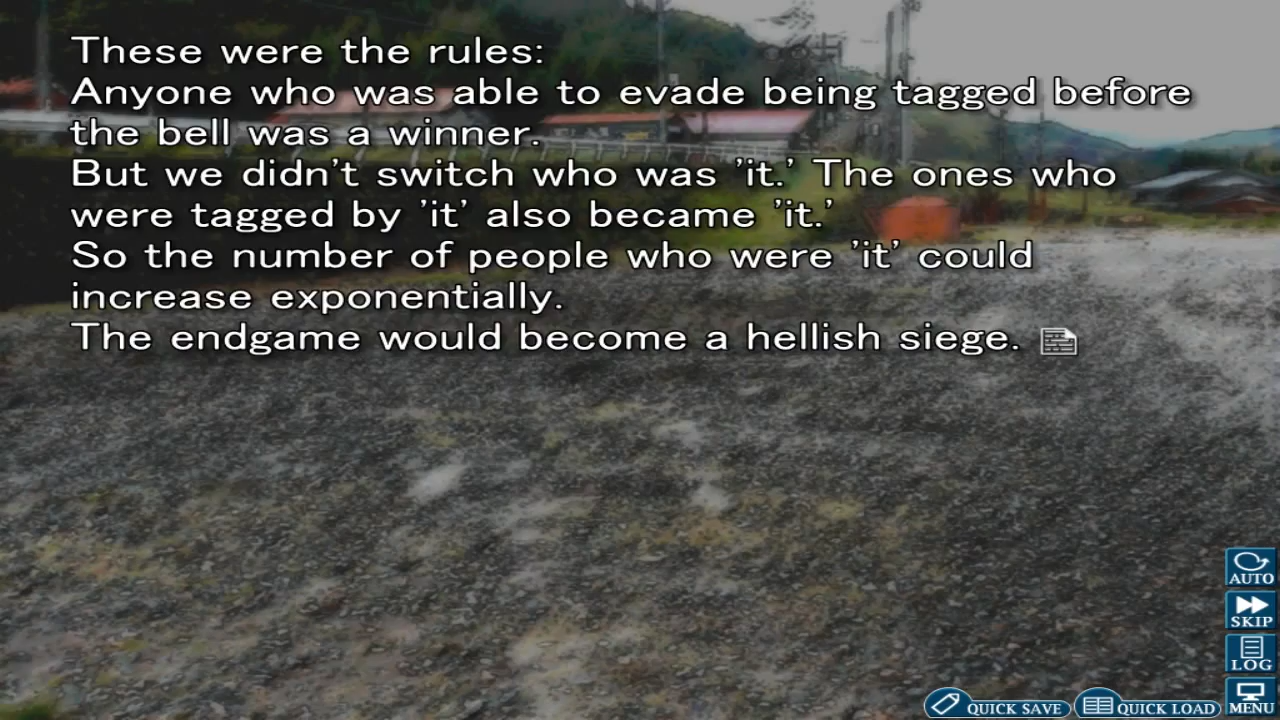 These were the rules:
Anyone who was able to evade being tagged before
the bell was a winner.
But we didn't switch who was 'it.' The ones who
were tagged by 'it' also became 'it.'
So the number of people who were 'it' could
increase exponentially.
The endgame would become a hellish siege.
AUTO
SKIP
LOG
QUICK SAVE
QUICK LOAD
MENU